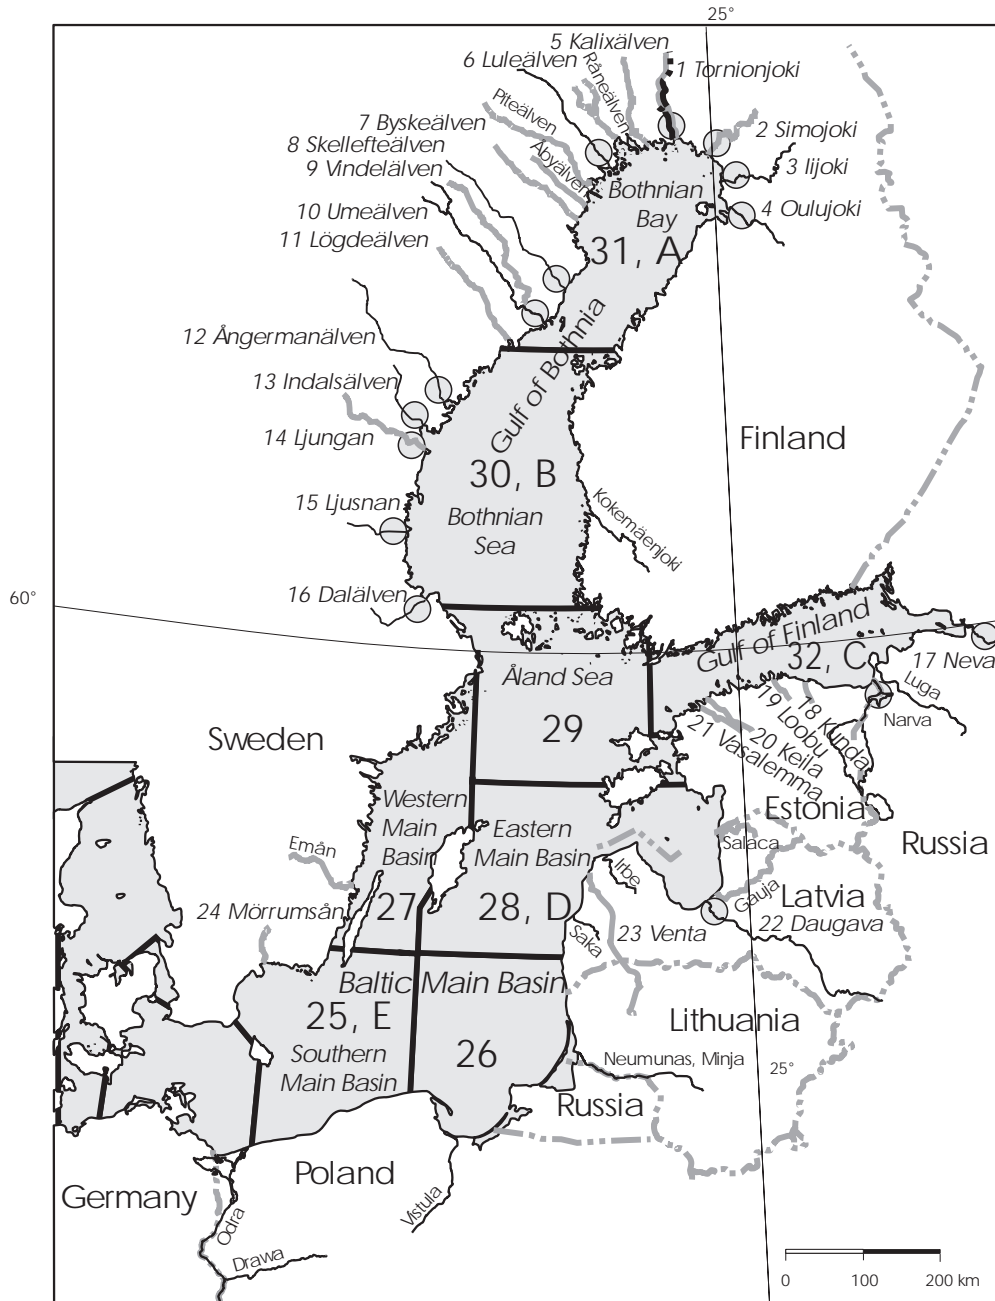 25°
5 Kalixälven
6 Luleälven
Råneälven
1 Tornionjoki
Piteälven
7 Byskeälven
2 Simojoki
8 Skellefteälven
Åbyälven
9 Vindelälven
3 Iijoki
Bothnian
Bay
10 Umeälven
4 Oulujoki
11 Lögdeälven
31, A
Gulf of Bothnia
12 Ångermanälven
13 Indalsälven
14 Ljungan
Finland
30, B
15 Ljusnan
Kokemäenjoki
Bothnian
Sea
16 Dalälven
60°
Gulf of Finland
32, C
17 Neva
Åland Sea
Luga
29
Narva
18 Kunda
19 Loobu
20 Keila
21 Vasalemma
Sweden
Western
Main
Basin
Eastern
Main Basin
Estonia
Russia
Emån
Salaca
Irbe
Gauja
Latvia
24 Mörrumsån
27
28, D
22 Daugava
23 Venta
Saka
Baltic Main Basin
25, E
Lithuania
Southern
Main Basin
26
Neumunas, Minja
25°
Russia
Poland
Germany
Vistula
Odra
Drawa
0 100 200 km